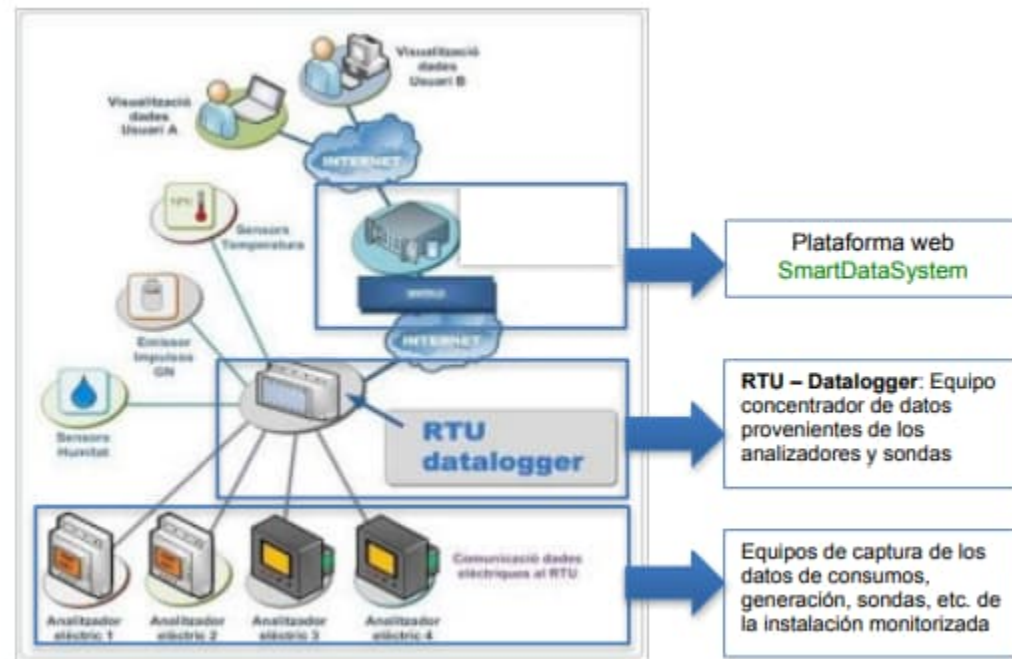 Visualització
dades
Usuari B
Visualització
dades
Usuari A
INTERNET
12ºC
Sensors
Temperatura
Plataforma web
SmartDataSystem
INTERNET
Emissor
Impulsos
GN
Sensors
Humitat
RTU
datalogger
RTU – Datalogger: Equipo
concentrador de datos
provenientes de los
analizadores y sondas
Comunicació dades
elèctriques al RTU
Analitzador
elèctric 1
Analitzador
elèctric 2
Analitzador
elèctric 3
Analitzador
elèctric 4
Equipos de captura de los
datos de consumos,
generación, sondas, etc. de
la instalación monitorizada